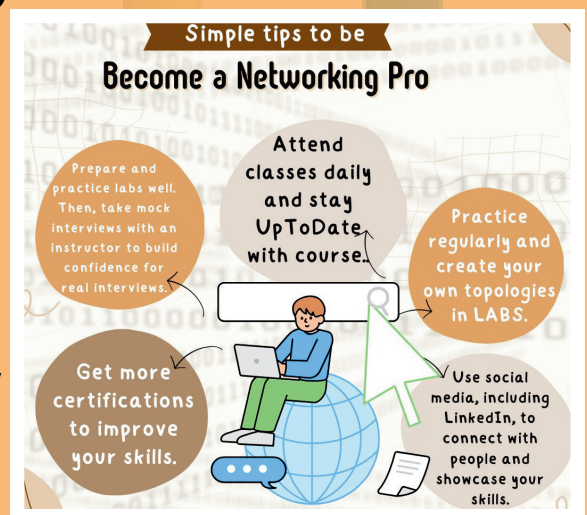 Simple tips to be
Become a Networking Pro
Attend
classes daily
and stay
UpToDate
with course.
Prepare and
practice labs well.
Then, take mock
interviews with an
instructor to build
confidence for
real interviews.
Practice
regularly and
create your
own topologies
in LABS.
Get more
certifications
to improve
your skills.
Use social
media, including
LinkedIn, to
connect with
people and
showcase your
skills.